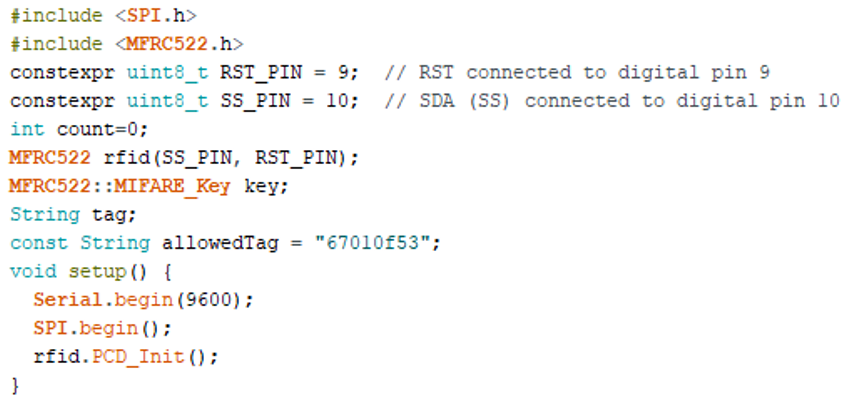 #include <SPI.h>
#include <MFRC522.h>
constexpr uint8_t RST_PIN = 9;  // RST connected to digital pin 9
constexpr uint8_t SS_PIN = 10;  // SDA (SS) connected to digital pin 10
int count=0;
MFRC522 rfid(SS_PIN, RST_PIN);
MFRC522::MIFARE_Key key;
String tag;
const String allowedTag = "67010f53";
void setup() {
  Serial.begin(9600);
  SPI.begin();
  rfid.PCD_Init();
}